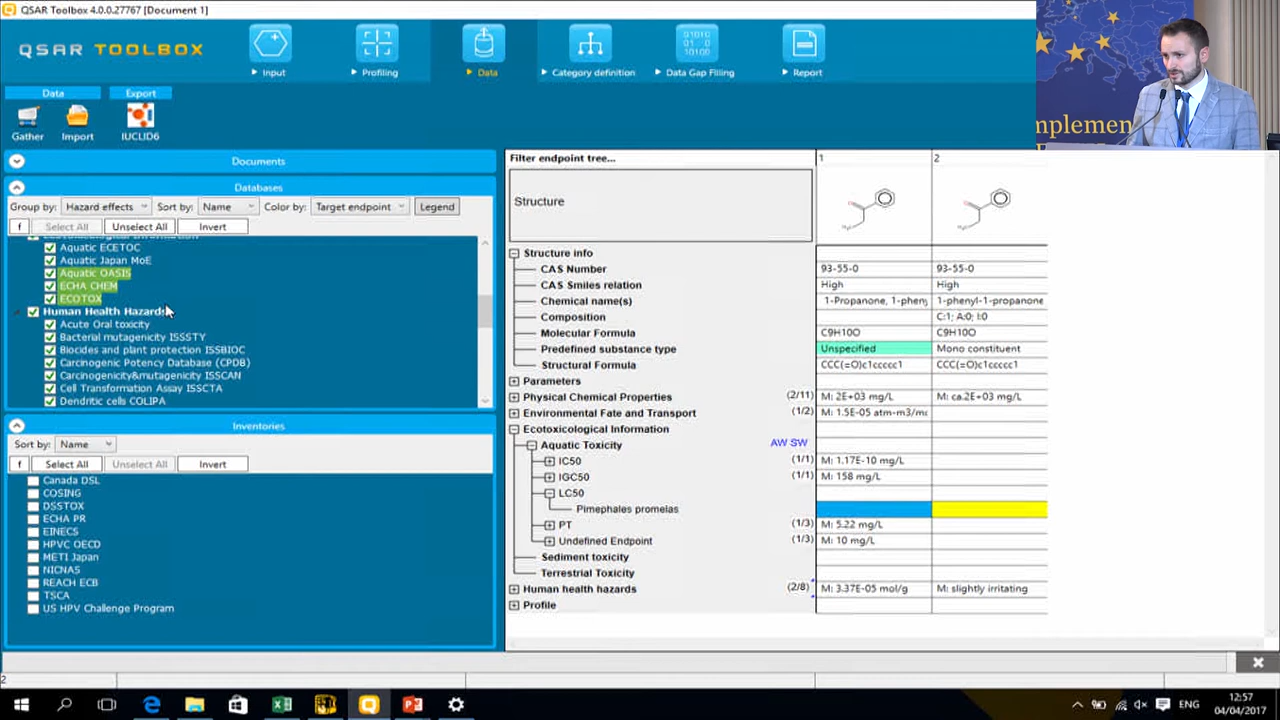 QSAR Toolbox 4.0.0.27767 [Document 1]
QSAR TOOLBOX
Input
Profiling
Data
Category definition
Data Gap Filling
Report
Data
Export
Gather
Import
IUCLID6
Documents
Databases
Group by: Hazard effects Sort by: Name Color by: Target endpoint Legend
f Select All Unselect All Invert
Aquatic ECETOC
Aquatic Japan MoE
Aquatic OASIS
ECHA CHEM
ECOTOX
Human Health Hazards
Acute Oral toxicity
Bacterial mutagenicity ISSSTY
Biocides and plant protection ISSBIOC
Carcinogenic Potency Database (CPDB)
Carcinogenicity&mutagenicity ISSCAN
Cell Transformation Assay ISSCTA
Dendritic cells COLIPA
Inventories
Sort by: Name
f Select All Unselect All Invert
Canada DSL
COSING
DSSTOX
ECHA PR
EINECS
HPVC OECD
METI Japan
NICNAS
REACH ECB
TSCA
US HPV Challenge Program
Filter endpoint tree... 1 2
Structure
Structure info
CAS Number 93-55-0 93-55-0
CAS Smiles relation High High
Chemical name(s) 1-Propanone, 1-pheny 1-phenyl-1-propanone
Composition C:1; A:0; I:0
Molecular Formula C9H10O C9H10O
Predefined substance type Unspecified Mono constituent
Structural Formula CCC(=O)c1ccccc1 CCC(=O)c1ccccc1
Parameters
Physical Chemical Properties (2/11) M: 2E+03 mg/L M: ca.2E+03 mg/L
Environmental Fate and Transport (1/2) M: 1.5E-05 atm-m3/mo
Ecotoxicological Information
Aquatic Toxicity AW SW
IC50 (1/1) M: 1.17E-10 mg/L
IGC50 (1/1) M: 158 mg/L
LC50
Pimephales promelas
PT (1/3) M: 5.22 mg/L
Undefined Endpoint (1/3) M: 10 mg/L
Sediment toxicity
Terrestrial Toxicity
Human health hazards (2/8) M: 3.37E-05 mol/g M: slightly irritating
Profile
mplemen
2
ENG
12:57
04/04/2017